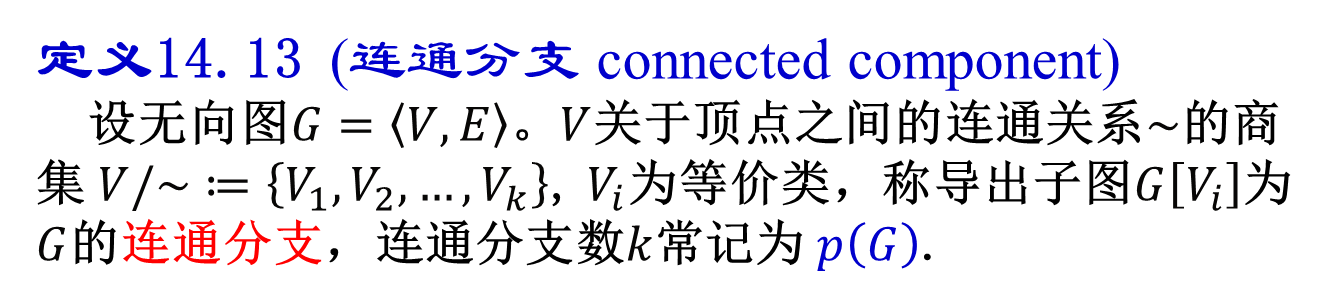 定义14.13 (连通分支 connected component)
设无向图G = ⟨V, E⟩。V关于顶点之间的连通关系~的商
集 V/~ ≔ {V₁, V₂, …, Vₖ}, Vᵢ为等价类，称导出子图G[Vᵢ]为
G的连通分支，连通分支数k常记为 p(G).